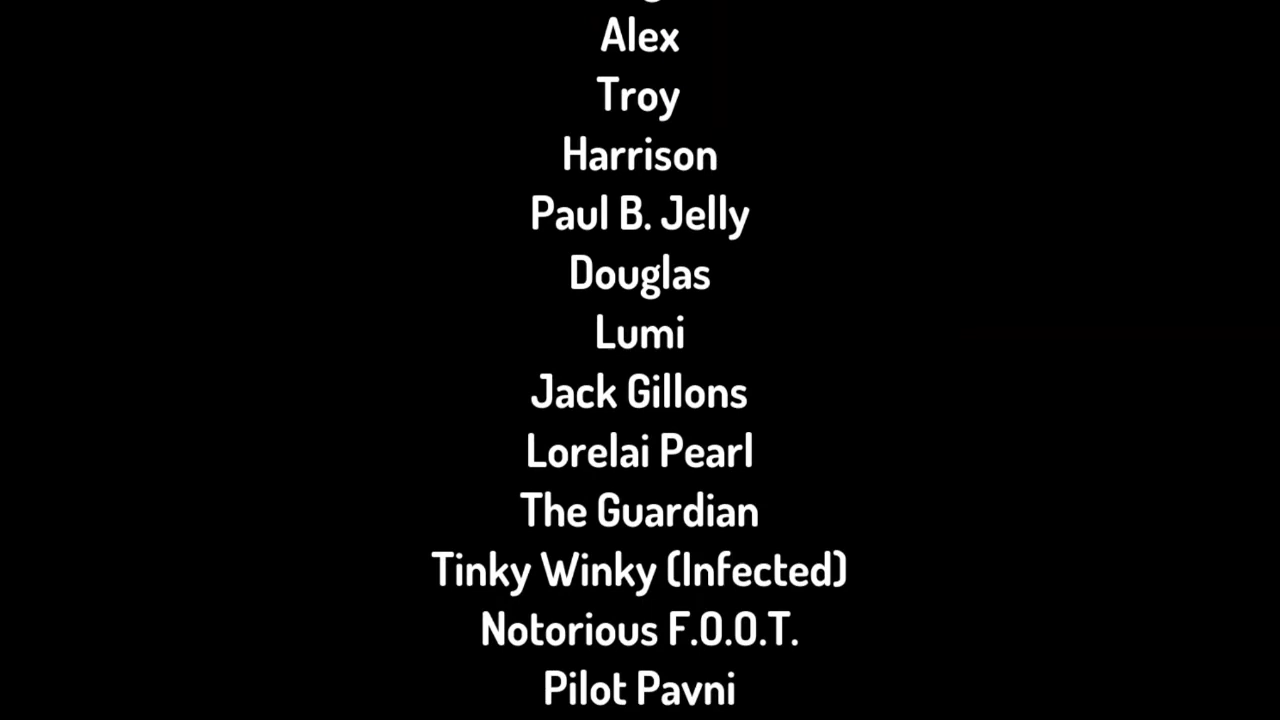 Alex
Troy
Harrison
Paul B. Jelly
Douglas
Lumi
Jack Gillons
Lorelai Pearl
The Guardian
Tinky Winky (Infected)
Notorious F.O.O.T.
Pilot Pavni